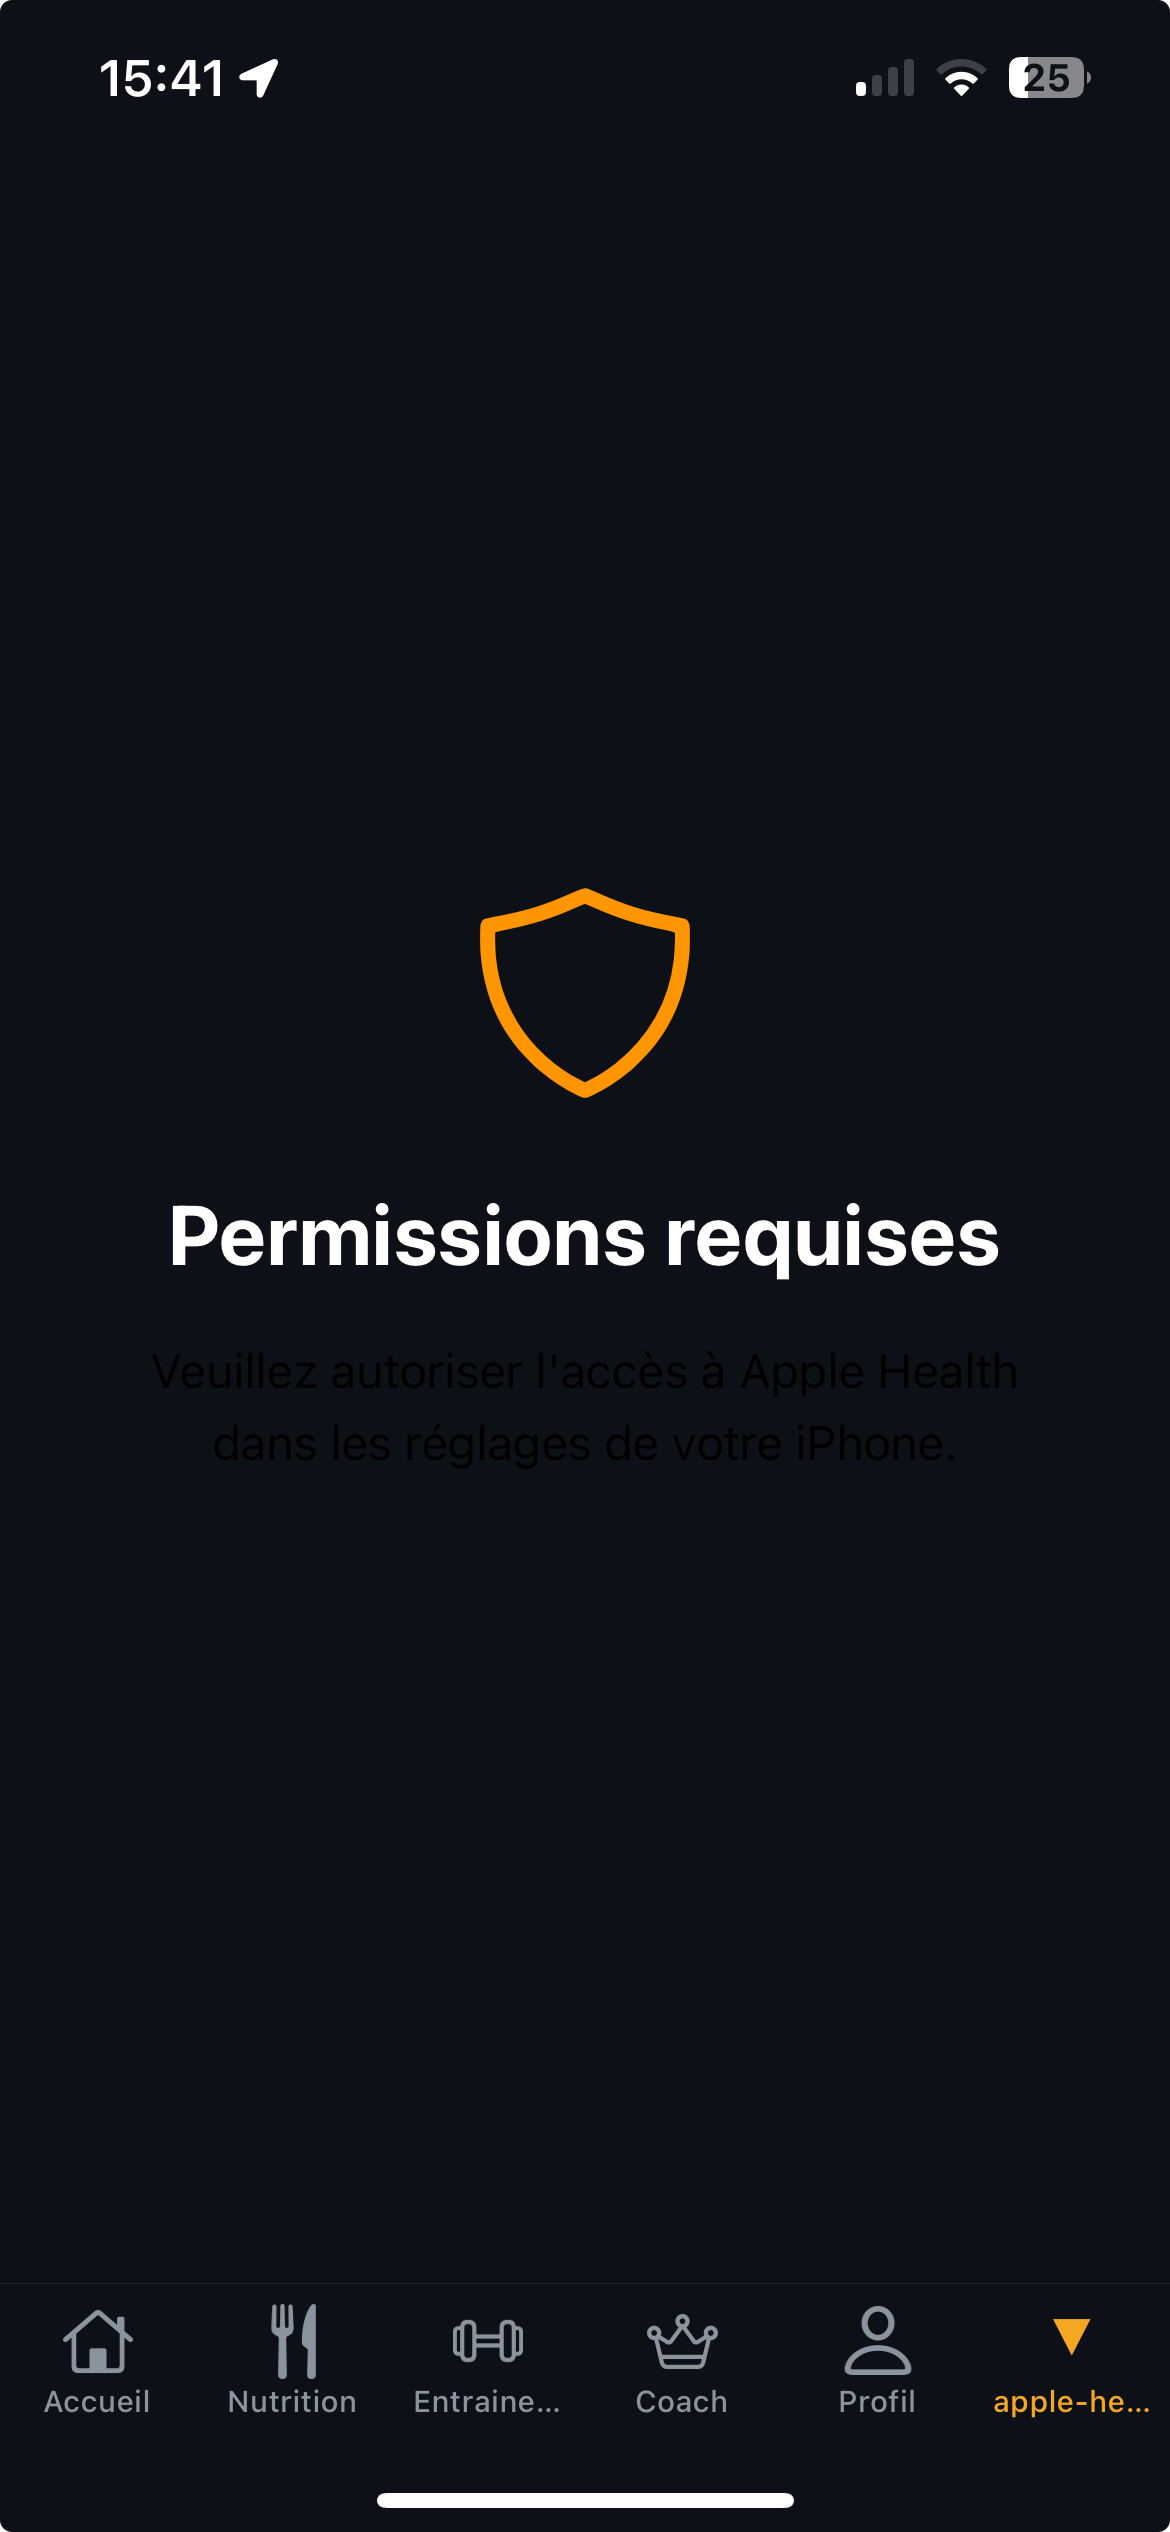 15:41
25
Permissions requises
Veuillez autoriser l'accès à Apple Health
dans les réglages de votre iPhone.
Accueil
Nutrition
Entraine...
Coach
Profil
apple-he...